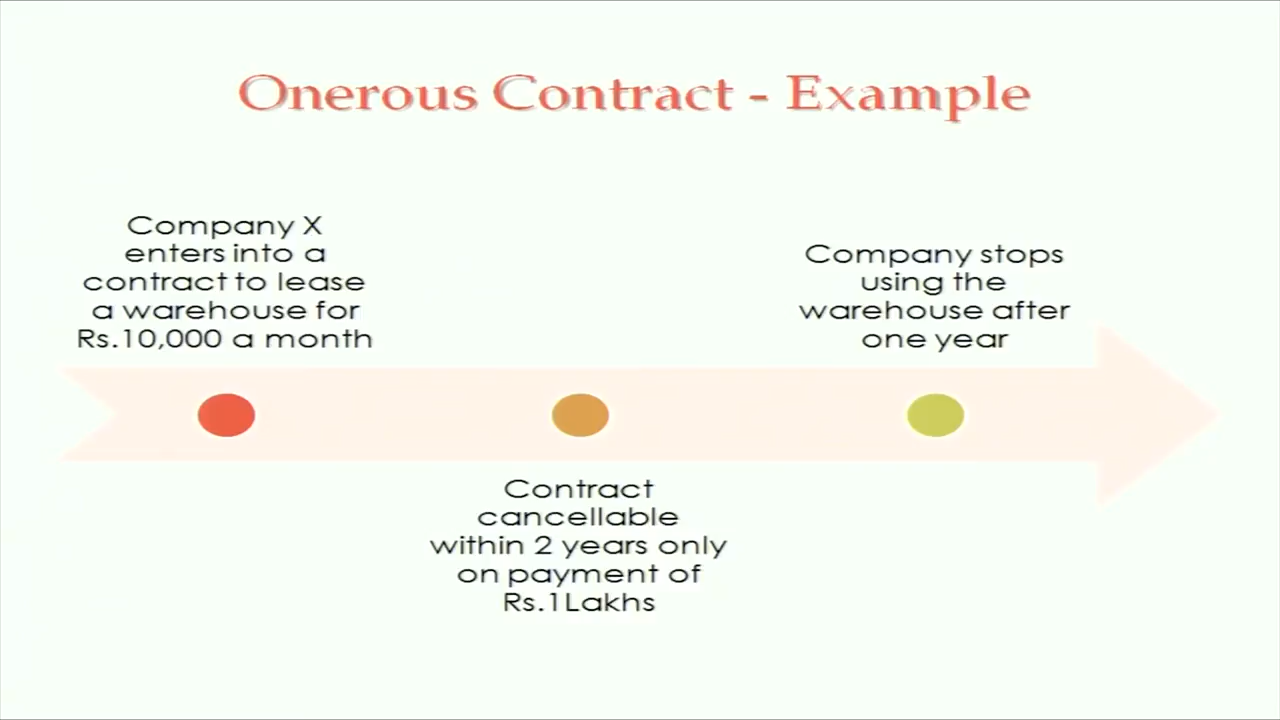 Onerous Contract - Example
Company X
enters into a
contract to lease
a warehouse for
Rs.10,000 a month
Contract
cancellable
within 2 years only
on payment of
Rs.1Lakhs
Company stops
using the
warehouse after
one year